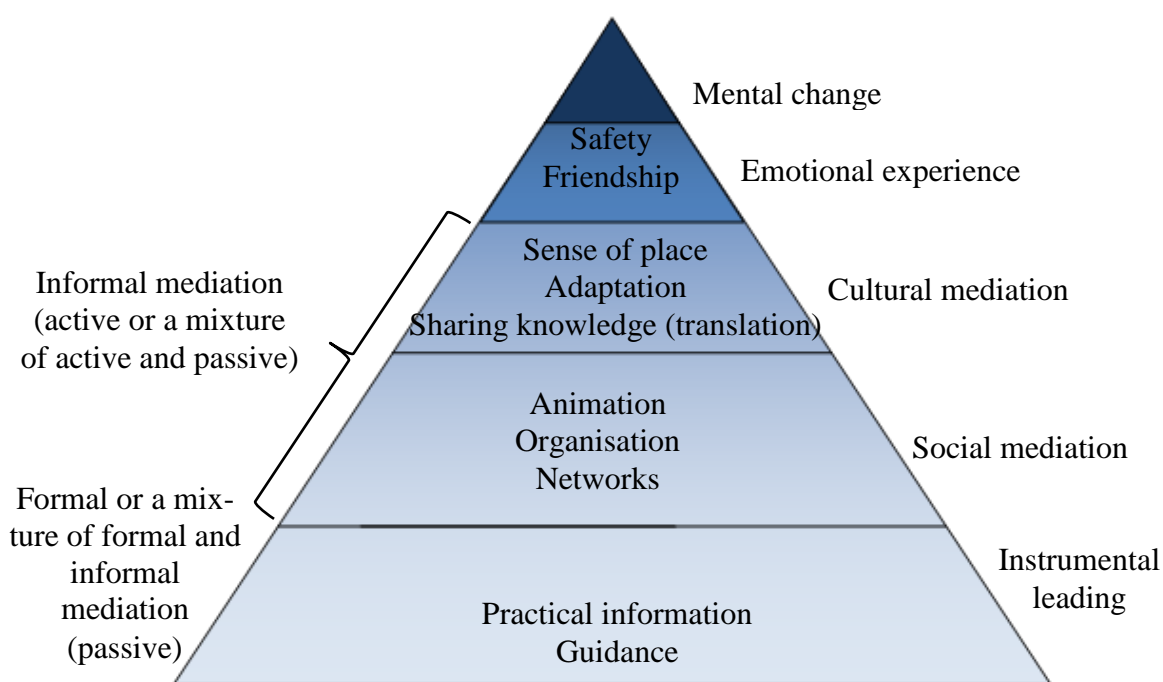 Mental change
Safety
Friendship
Emotional experience
Sense of place
Adaptation
Sharing knowledge (translation)
Cultural mediation
Informal mediation
(active or a mixture
of active and passive)
Animation
Organisation
Networks
Social mediation
Formal or a mix-
ture of formal and
informal
mediation
(passive)
Practical information
Guidance
Instrumental
leading